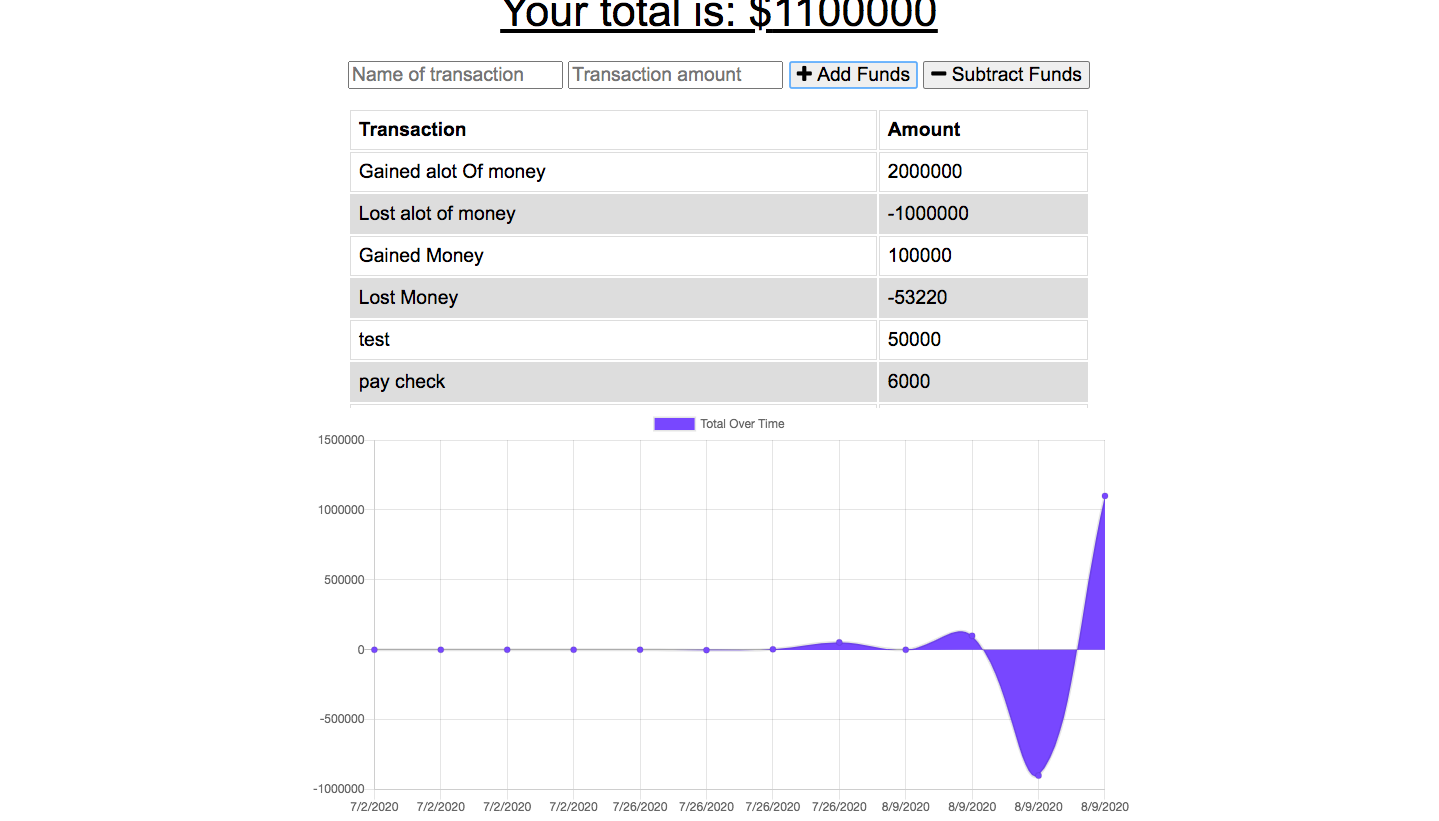 Your total is: $1100000
Name of transaction Transaction amount Add Funds Subtract Funds
Transaction Amount
Gained alot Of money 2000000
Lost alot of money -1000000
Gained Money 100000
Lost Money -53220
test 50000
pay check 6000
Total Over Time
1500000
1000000
500000
0
-500000
-1000000
7/2/2020 7/2/2020 7/2/2020 7/2/2020 7/26/2020 7/26/2020 7/26/2020 7/26/2020 8/9/2020 8/9/2020 8/9/2020 8/9/2020